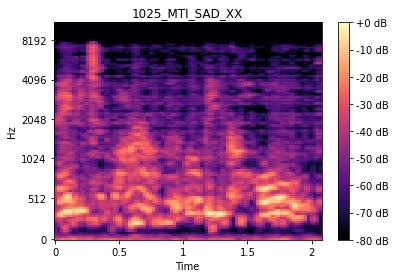 1025_MTI_SAD_XX
8192
4096
2048
1024
512
0
Hz
0
0.5
1
1.5
2
Time
+0 dB
-10 dB
-20 dB
-30 dB
-40 dB
-50 dB
-60 dB
-70 dB
-80 dB